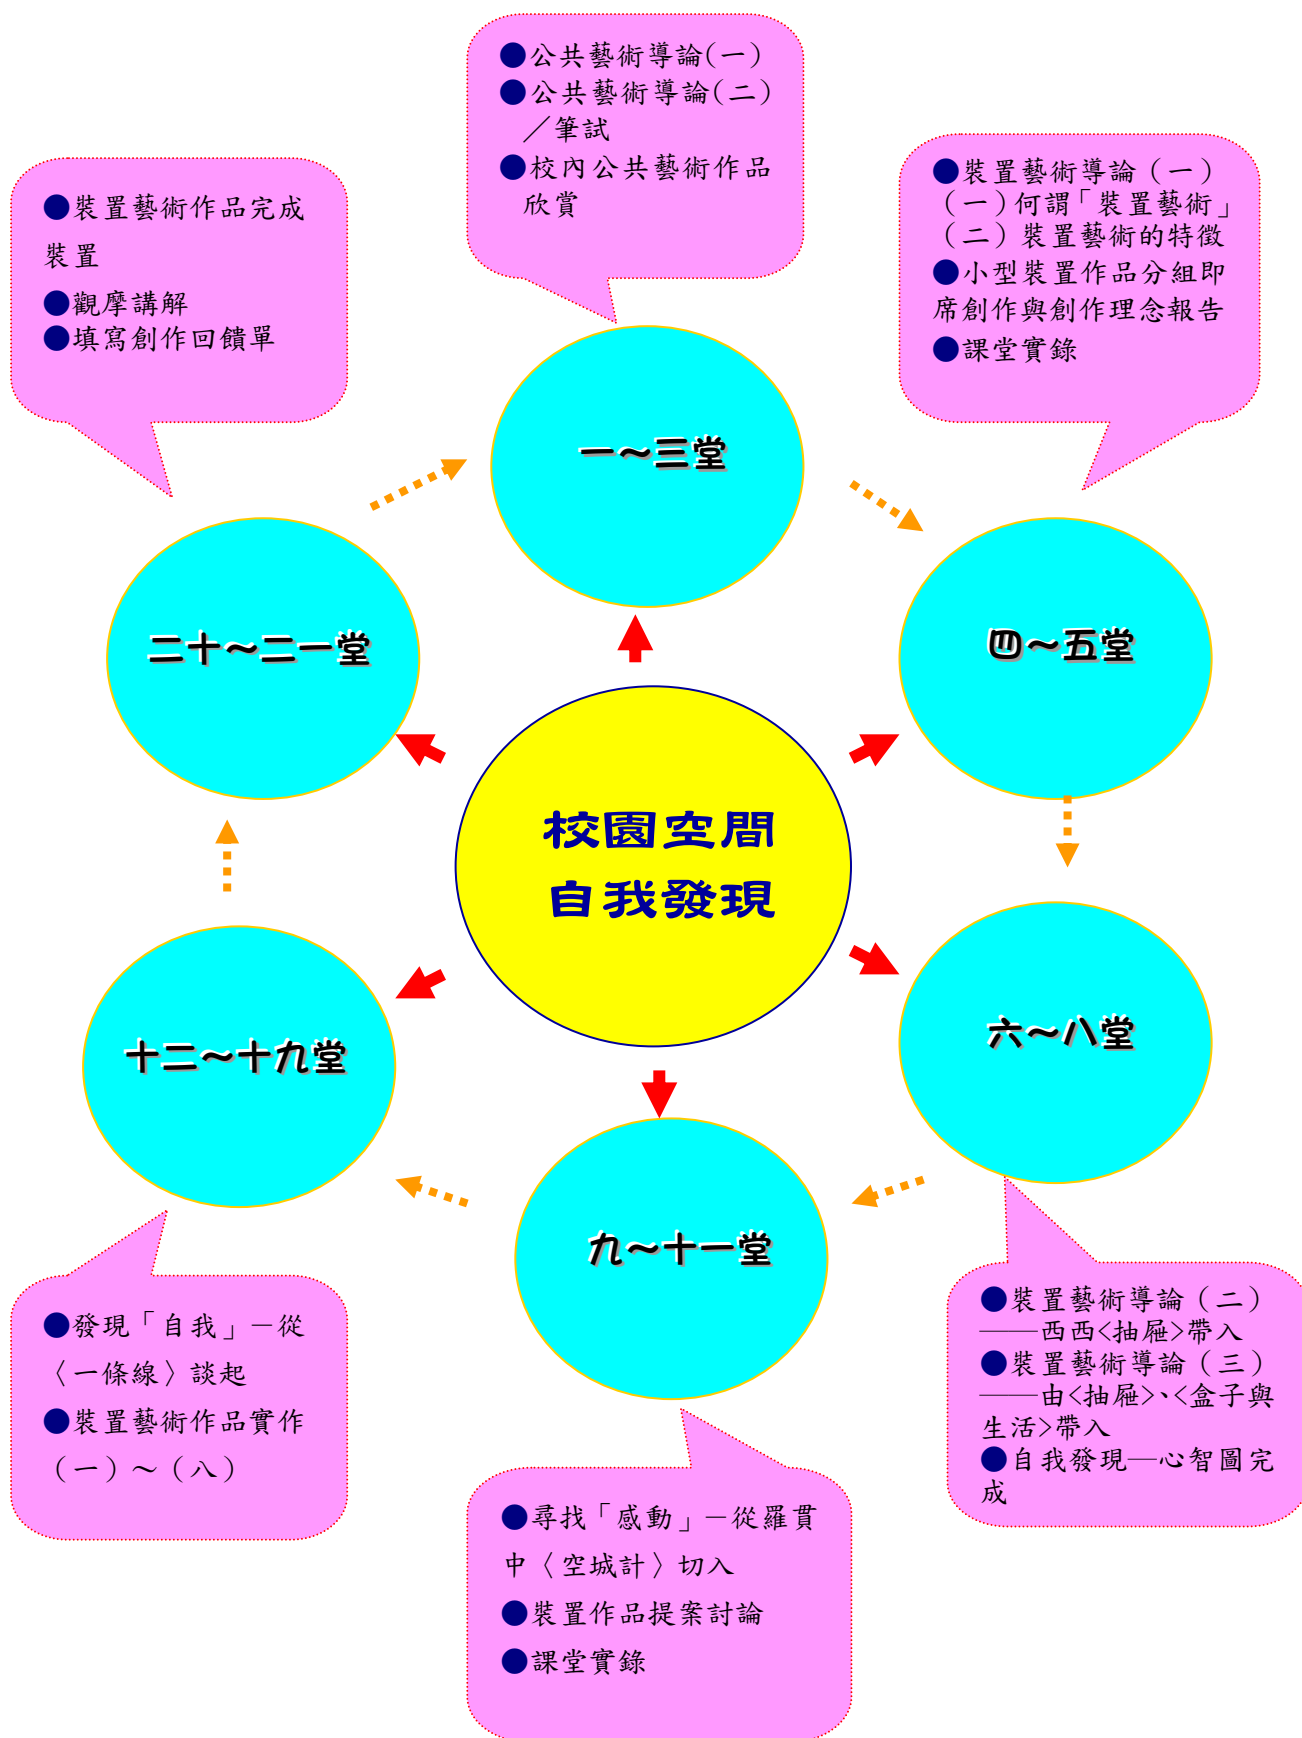 ●公共藝術導論(一)
●公共藝術導論(二)
／筆試
●校內公共藝術作品
欣賞
●裝置藝術導論（一）
（一)何謂「裝置藝術」
（二）裝置藝術的特徵
●小型裝置作品分組即
席創作與創作理念報告
●課堂實錄
●裝置藝術作品完成
裝置
●觀摩講解
●填寫創作回饋單
一～三堂
四～五堂
二十～二一堂
校園空間
自我發現
六～八堂
十二～十九堂
九～十一堂
●裝置藝術導論（二）
──西西<抽屜>帶入
●裝置藝術導論（三）
──由<抽屜>、<盒子與
生活>帶入
●自我發現─心智圖完
成
●尋找「感動」－從羅貫
中〈空城計〉切入
●裝置作品提案討論
●課堂實錄
●發現「自我」－從
〈一條線〉談起
●裝置藝術作品實作
（一）～（八）